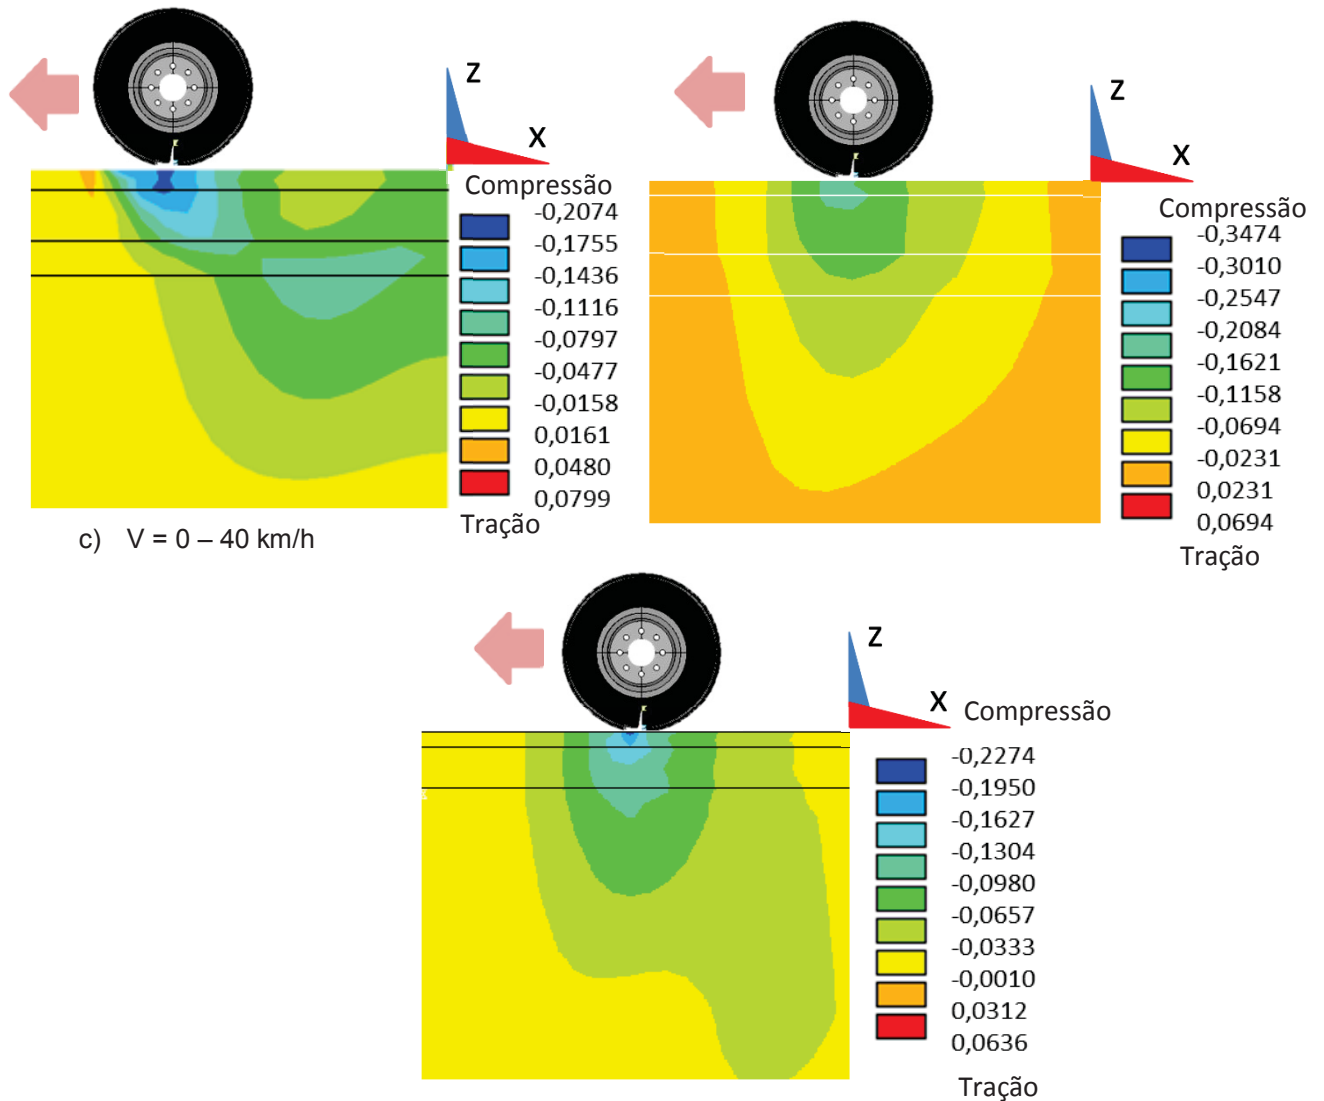 Z
X
Compressão
-0,2074
-0,1755
-0,1436
-0,1116
-0,0797
-0,0477
-0,0158
0,0161
0,0480
0,0799
Tração
c) V = 0 – 40 km/h
Z
X
Compressão
-0,3474
-0,3010
-0,2547
-0,2084
-0,1621
-0,1158
-0,0694
-0,0231
0,0231
0,0694
Tração
Z
X
Compressão
-0,2274
-0,1950
-0,1627
-0,1304
-0,0980
-0,0657
-0,0333
-0,0010
0,0312
0,0636
Tração